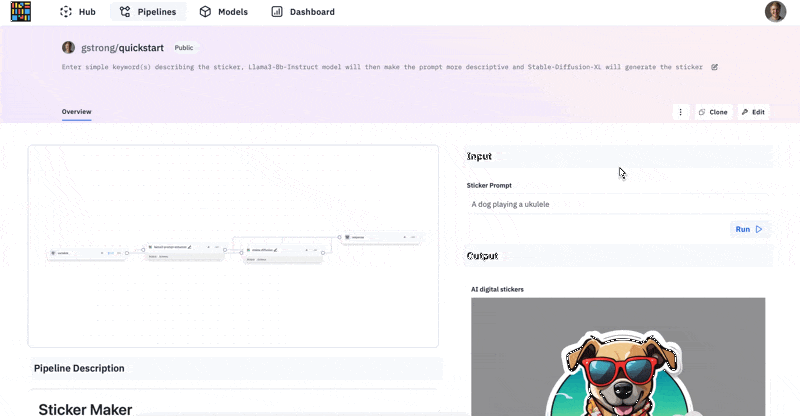 Hub
Pipelines
Models
Dashboard
gstrong/quickstart
Public
Enter simple keyword(s) describing the sticker, Llama3-8b-Instruct model will then make the prompt more descriptive and Stable-Diffusion-XL will generate the sticker
Overview
Clone
Edit
Input
Sticker Prompt
A dog playing a ukulele
Run
Output
AI digital stickers
Pipeline Description
Sticker Maker